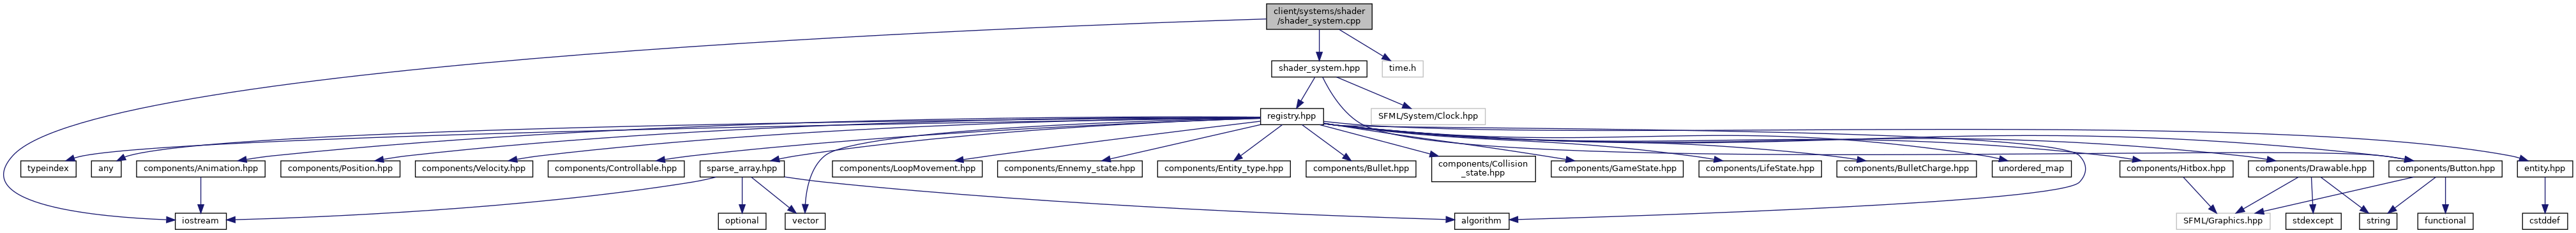 client/systems/shader
/shader_system.cpp
shader_system.hpp
time.h
registry.hpp
SFML/System/Clock.hpp
typeindex
any
components/Animation.hpp
components/Position.hpp
components/Velocity.hpp
components/Controllable.hpp
sparse_array.hpp
components/LoopMovement.hpp
components/Ennemy_state.hpp
components/Entity_type.hpp
components/Bullet.hpp
components/Collision
_state.hpp
components/GameState.hpp
components/LifeState.hpp
components/BulletCharge.hpp
unordered_map
components/Hitbox.hpp
components/Drawable.hpp
components/Button.hpp
entity.hpp
iostream
optional
vector
algorithm
SFML/Graphics.hpp
stdexcept
string
functional
cstddef